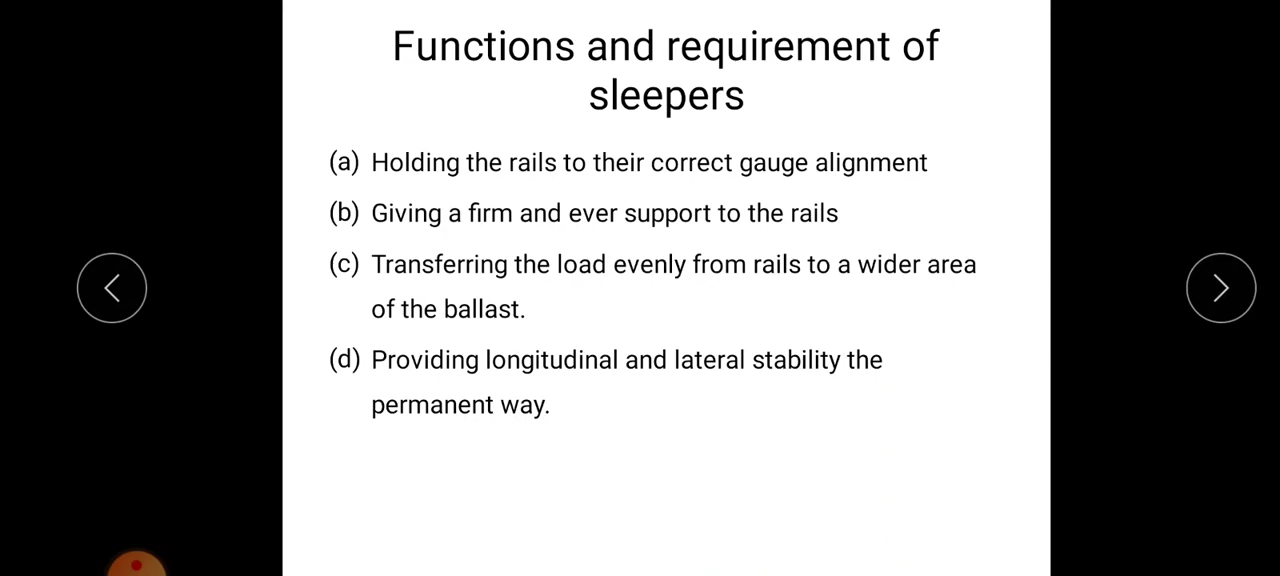 Functions and requirement of
sleepers
(a) Holding the rails to their correct gauge alignment
(b) Giving a firm and ever support to the rails
(c) Transferring the load evenly from rails to a wider area
of the ballast.
(d) Providing longitudinal and lateral stability the
permanent way.